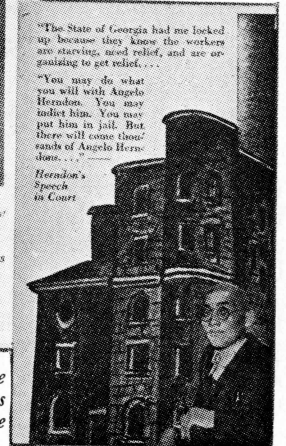 "The State of Georgia had me locked
up because they know the workers
are starving, need relief, and are or-
ganizing to get relief. . . .
"You may do what
you will with Angelo
Herndon. You may
indict him. You may
put him in jail. But
there will come thou-
sands of Angelo Hern-
dons. . . ." ——
Herndon's
Speech
in Court
e
s
e
s